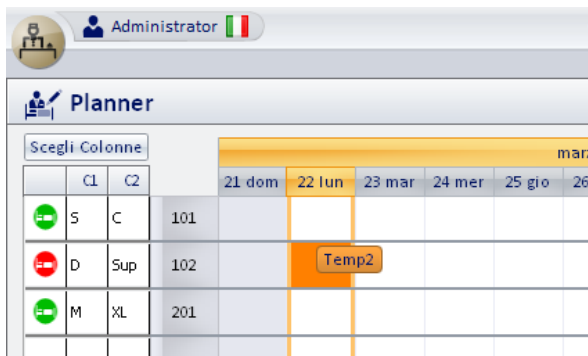 Administrator
Planner
Scegli Colonne
C1 C2 21 dom 22 lun 23 mar 24 mer 25 gio 26
S C 101
D Sup 102 Temp2
M XL 201